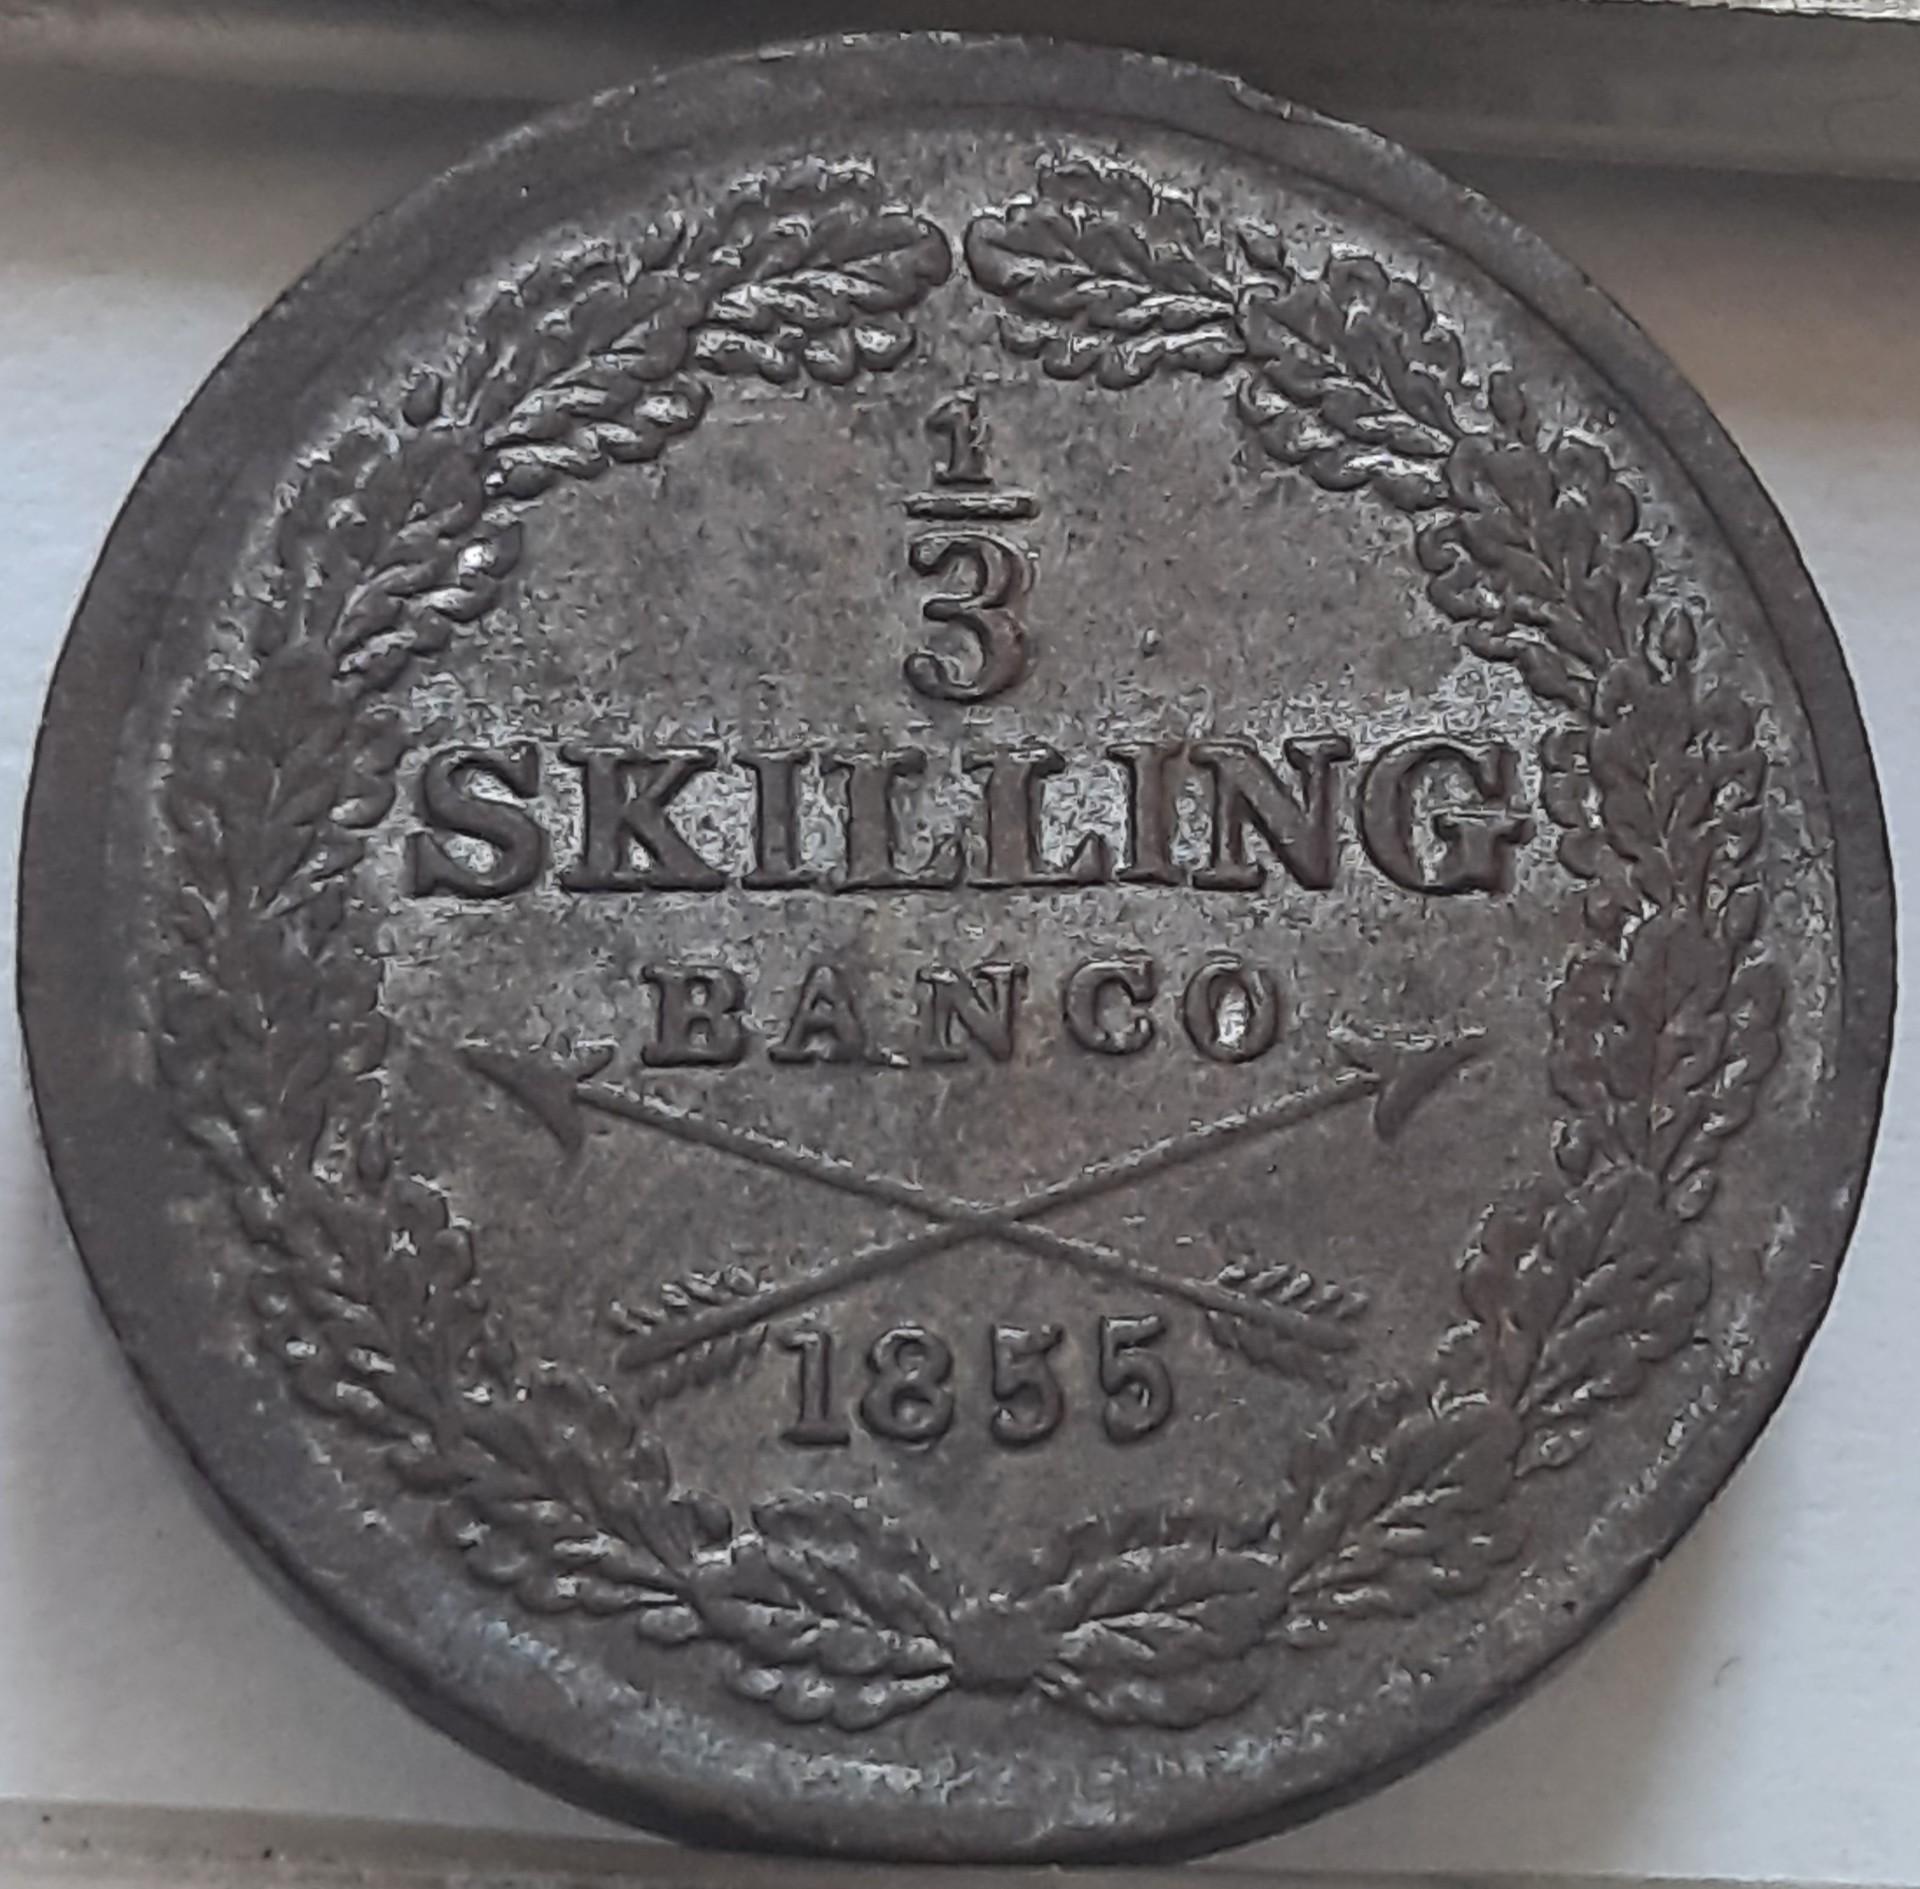 1/3
SKILLING
BANCO
1855